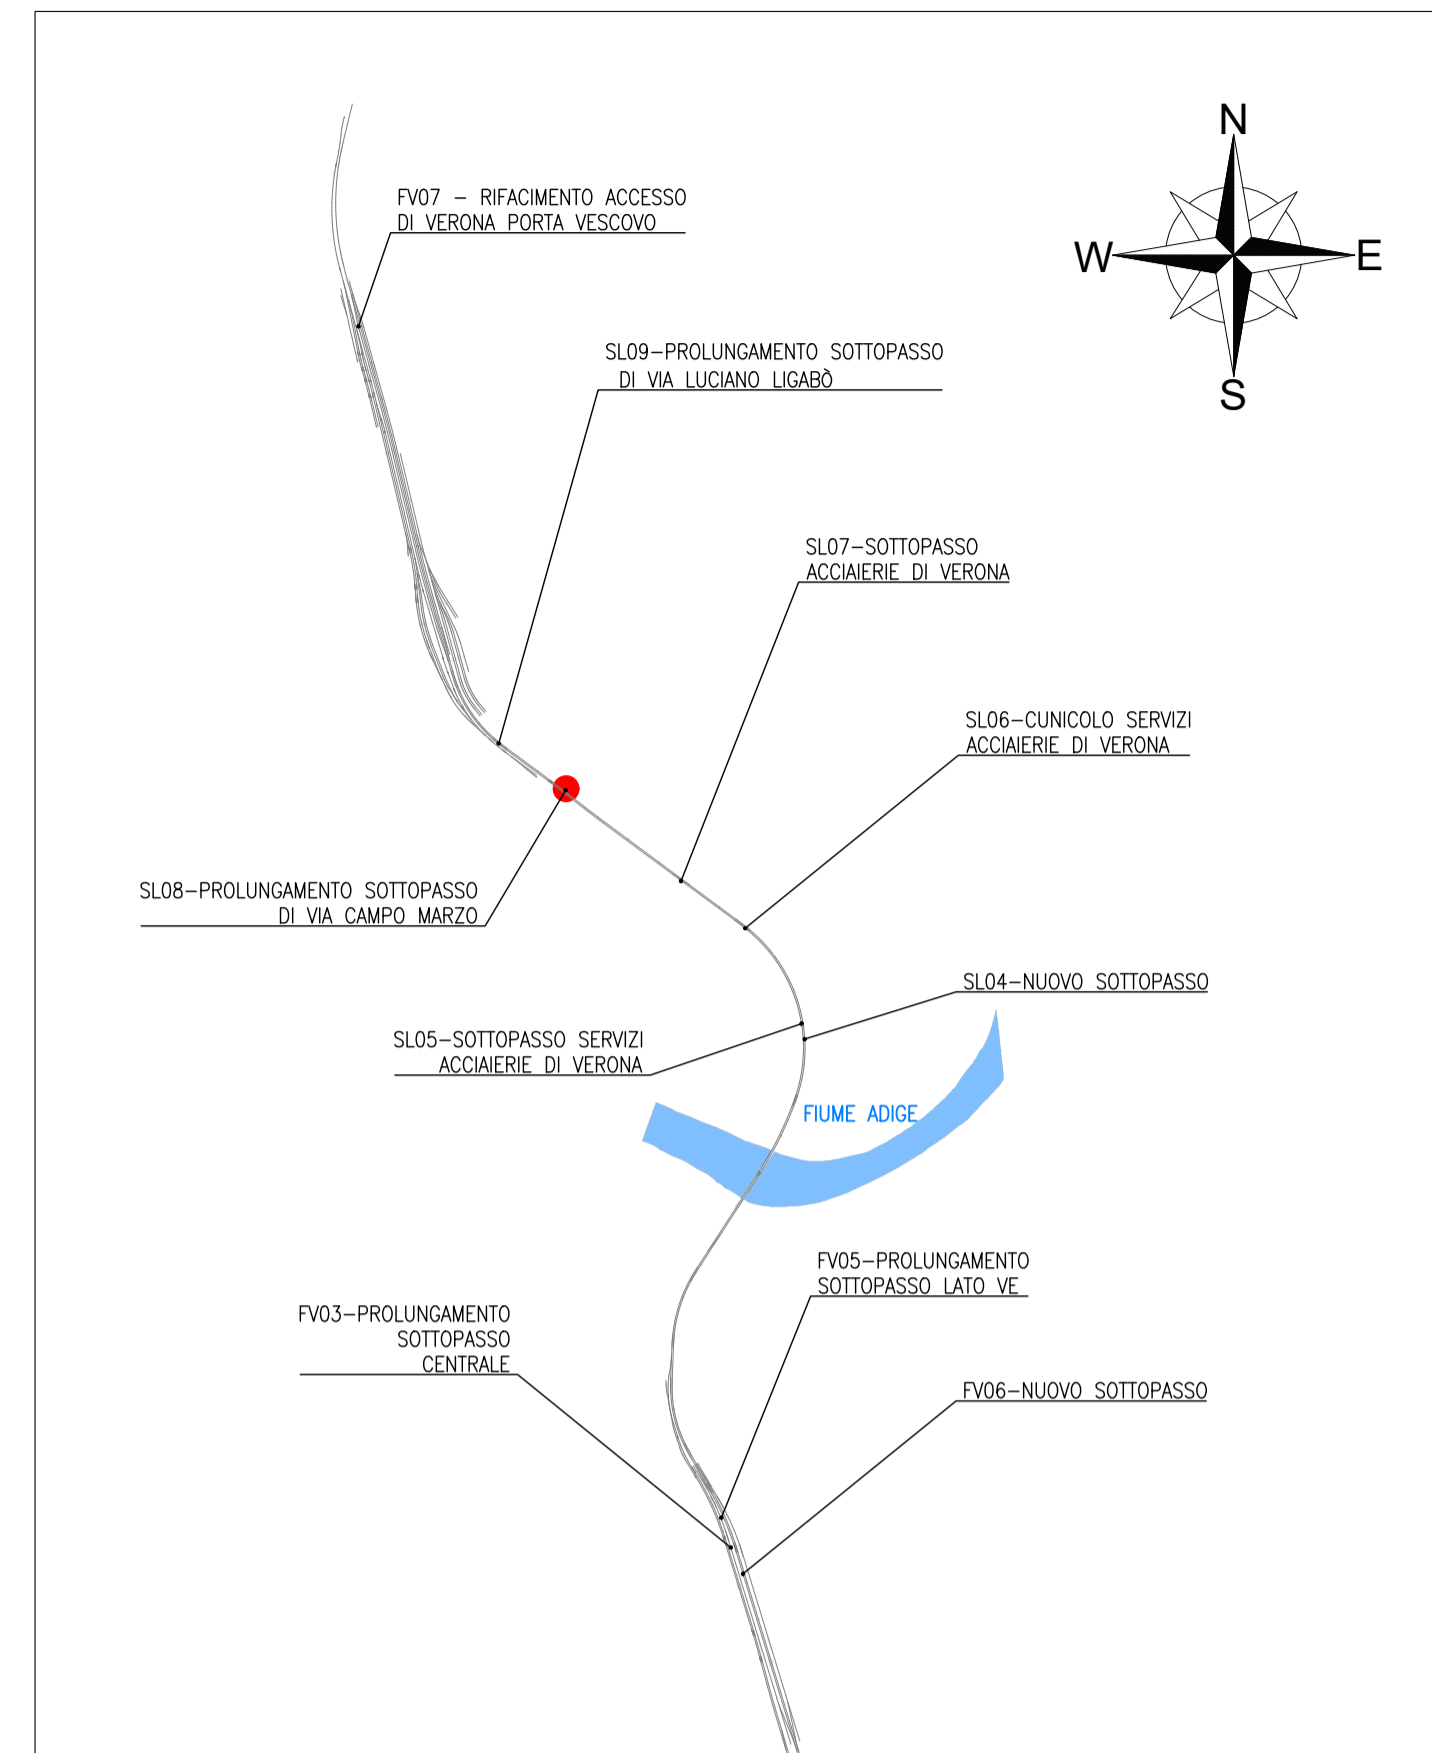 N
FV07 - RIFACIMENTO ACCESSO
DI VERONA PORTA VESCOVO
W
E
SL09-PROLUNGAMENTO SOTTOPASSO
DI VIA LUCIANO LIGABÒ
S
SL07-SOTTOPASSO
ACCIAIERIE DI VERONA
SL06-CUNICOLO SERVIZI
ACCIAIERIE DI VERONA
SL08-PROLUNGAMENTO SOTTOPASSO
DI VIA CAMPO MARZO
SL04-NUOVO SOTTOPASSO
SL05-SOTTOPASSO SERVIZI
ACCIAIERIE DI VERONA
FIUME ADIGE
FV05-PROLUNGAMENTO
SOTTOPASSO LATO VE
FV03-PROLUNGAMENTO
SOTTOPASSO
CENTRALE
FV06-NUOVO SOTTOPASSO